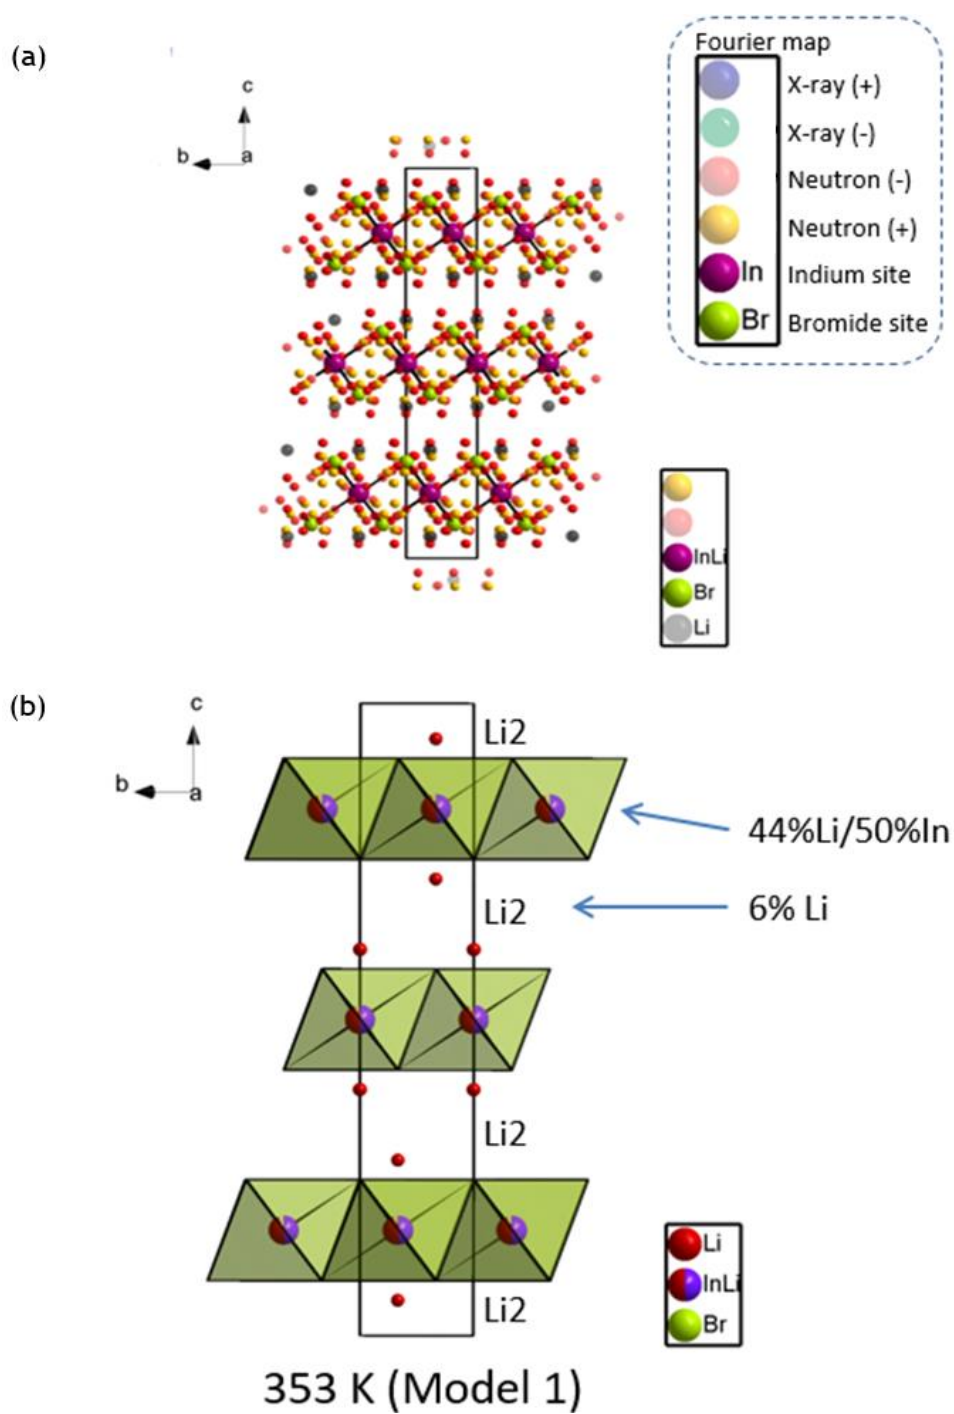 (a)
c
b
a
Fourier map
X-ray (+)
X-ray (-)
Neutron (-)
Neutron (+)
In Indium site
Br Bromide site
InLi
Br
Li
(b)
c
b
a
Li2
44%Li/50%In
Li2
6% Li
Li2
Li2
Li
InLi
Br
353 K (Model 1)